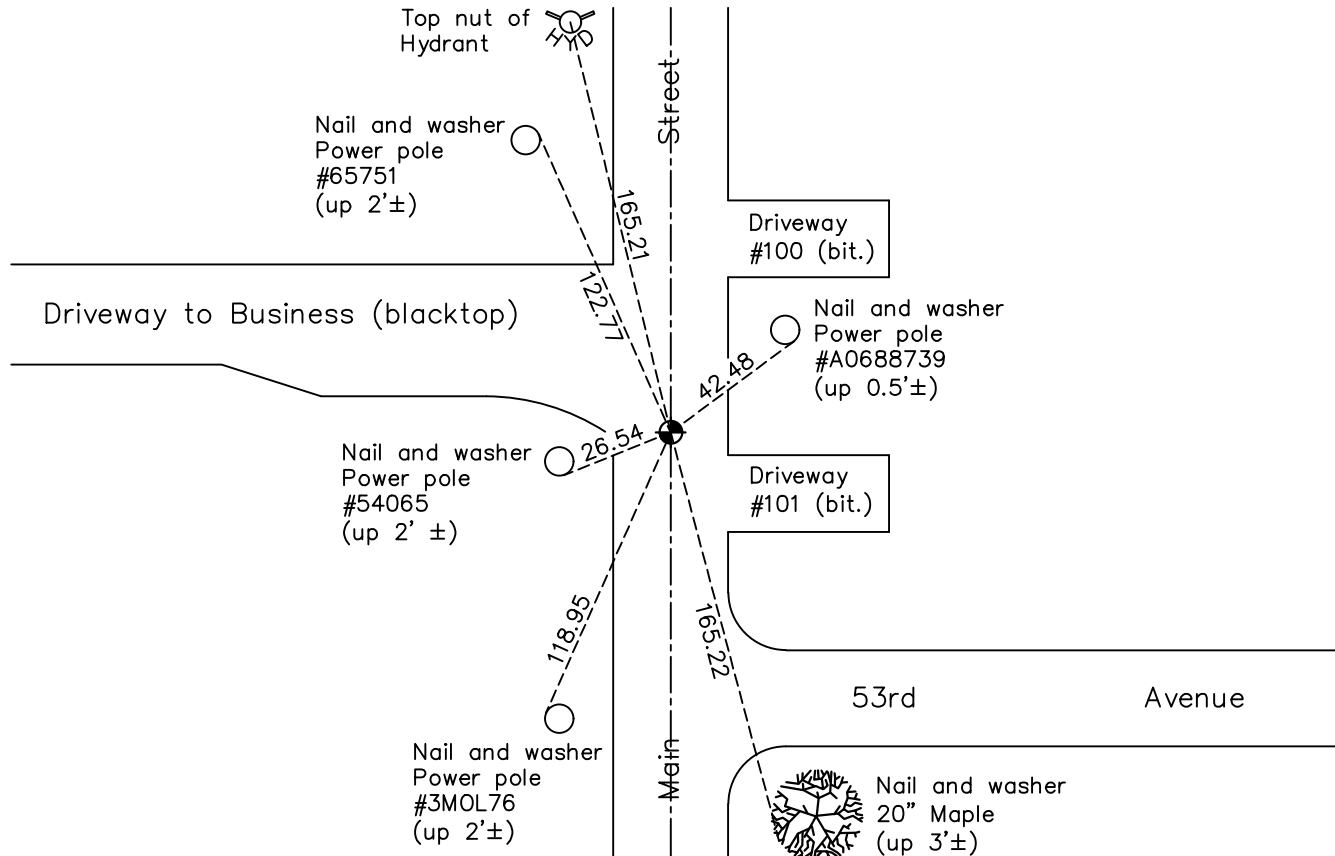 Top nut of
Hydrant
HYD
Street
Nail and washer
Power pole
#65751
(up 2'±)
165.21
Driveway
#100 (bit.)
122.77
Driveway to Business (blacktop)
Nail and washer
Power pole
#A0688739
(up 0.5'±)
42.48
26.54
Nail and washer
Power pole
#54065
(up 2' ±)
Driveway
#101 (bit.)
118.95
165.22
53rd Avenue
Main
Nail and washer
Power pole
#3MOL76
(up 2'±)
Nail and washer
20" Maple
(up 3'±)